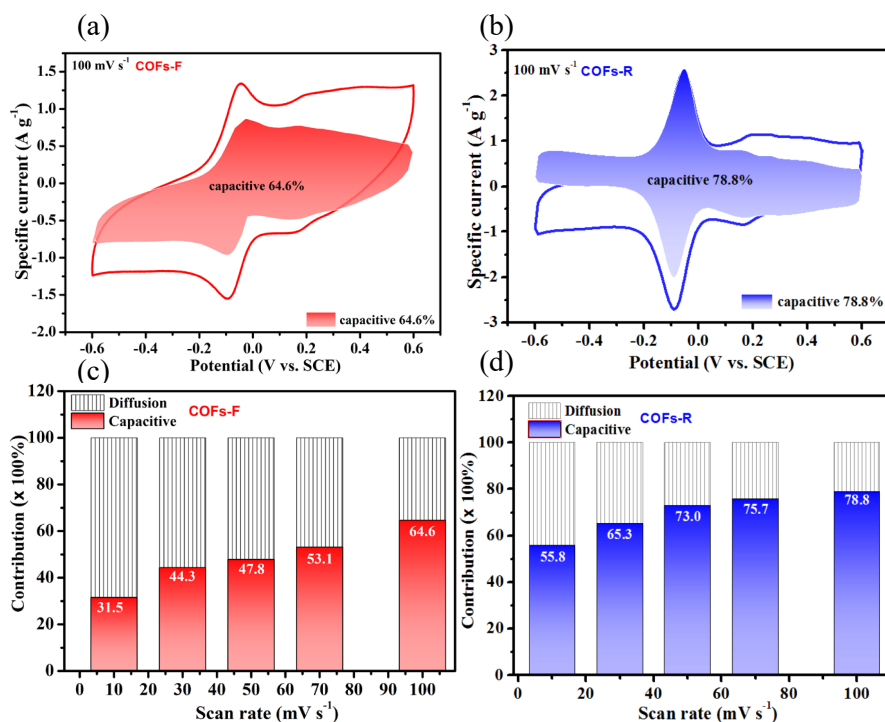 (a)
100 mV s-1 COFs-F
Specific current (A g-1)
1.5
1.0
0.5
0.0
-0.5
-1.0
-1.5
-2.0
capacitive 64.6%
capacitive 64.6%
-0.6 -0.4 -0.2 0.0 0.2 0.4 0.6
Potential (V vs. SCE)
(b)
100 mV s-1 COFs-R
Specific current (A g-1)
3
2
1
0
-1
-2
-3
capacitive 78.8%
capacitive 78.8%
-0.6 -0.4 -0.2 0.0 0.2 0.4 0.6
Potential (V vs. SCE)
(c)
Diffusion
Capacitive
COFs-F
Contribution (x 100%)
120
100
80
60
40
20
0
31.5
44.3
47.8
53.1
64.6
0 10 20 30 40 50 60 70 80 90 100
Scan rate (mV s-1)
(d)
Diffusion
Capacitive
COFs-R
Contribution (x 100%)
120
100
80
60
40
20
0
55.8
65.3
73.0
75.7
78.8
0 20 40 60 80 100
Scan rate (mV s-1)